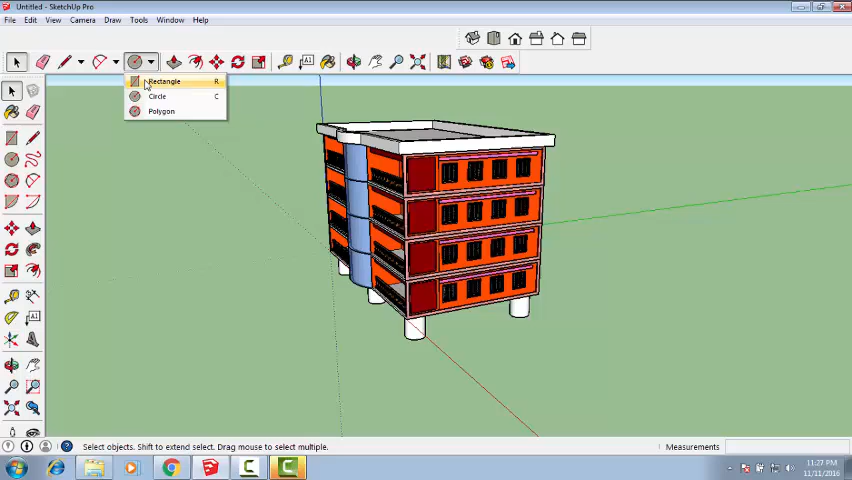 Untitled - SketchUp Pro
File Edit View Camera Draw Tools Window Help
Rectangle R
Circle C
Polygon
Select objects. Shift to extend select. Drag mouse to select multiple.
Measurements
11:27 PM
11/11/2016